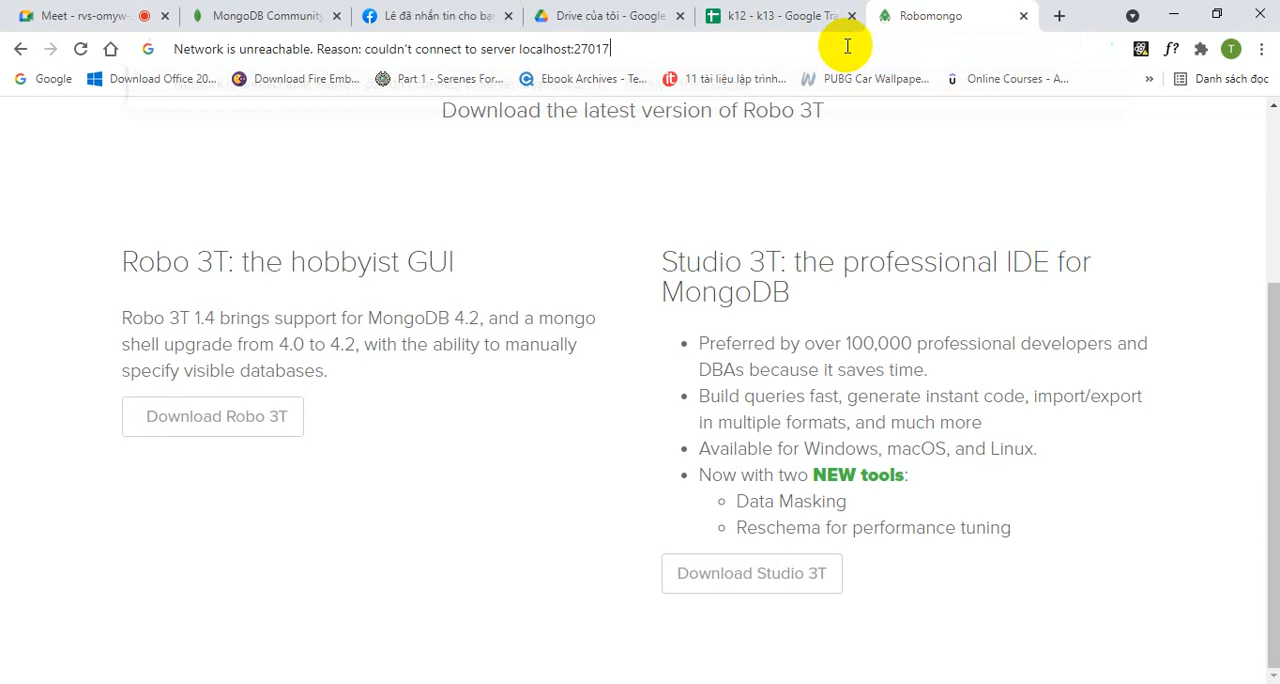 Meet - rvs-omyw-
MongoDB Community
Lê đã nhắn tin cho bạn
Drive của tôi - Google
k12 - k13 - Google Tra
Robomongo
Network is unreachable. Reason: couldn't connect to server localhost:27017
f?
T
Google
Download Office 20...
Download Fire Emb...
Part 1 - Serenes For...
Ebook Archives - Te...
11 tài liệu lập trình...
PUBG Car Wallpape...
Online Courses - A...
»
Danh sách đọc
Download the latest version of Robo 3T
Robo 3T: the hobbyist GUI
Robo 3T 1.4 brings support for MongoDB 4.2, and a mongo
shell upgrade from 4.0 to 4.2, with the ability to manually
specify visible databases.
Download Robo 3T
Studio 3T: the professional IDE for
MongoDB
Preferred by over 100,000 professional developers and
DBAs because it saves time.
Build queries fast, generate instant code, import/export
in multiple formats, and much more
Available for Windows, macOS, and Linux.
Now with two NEW tools:
Data Masking
Reschema for performance tuning
Download Studio 3T